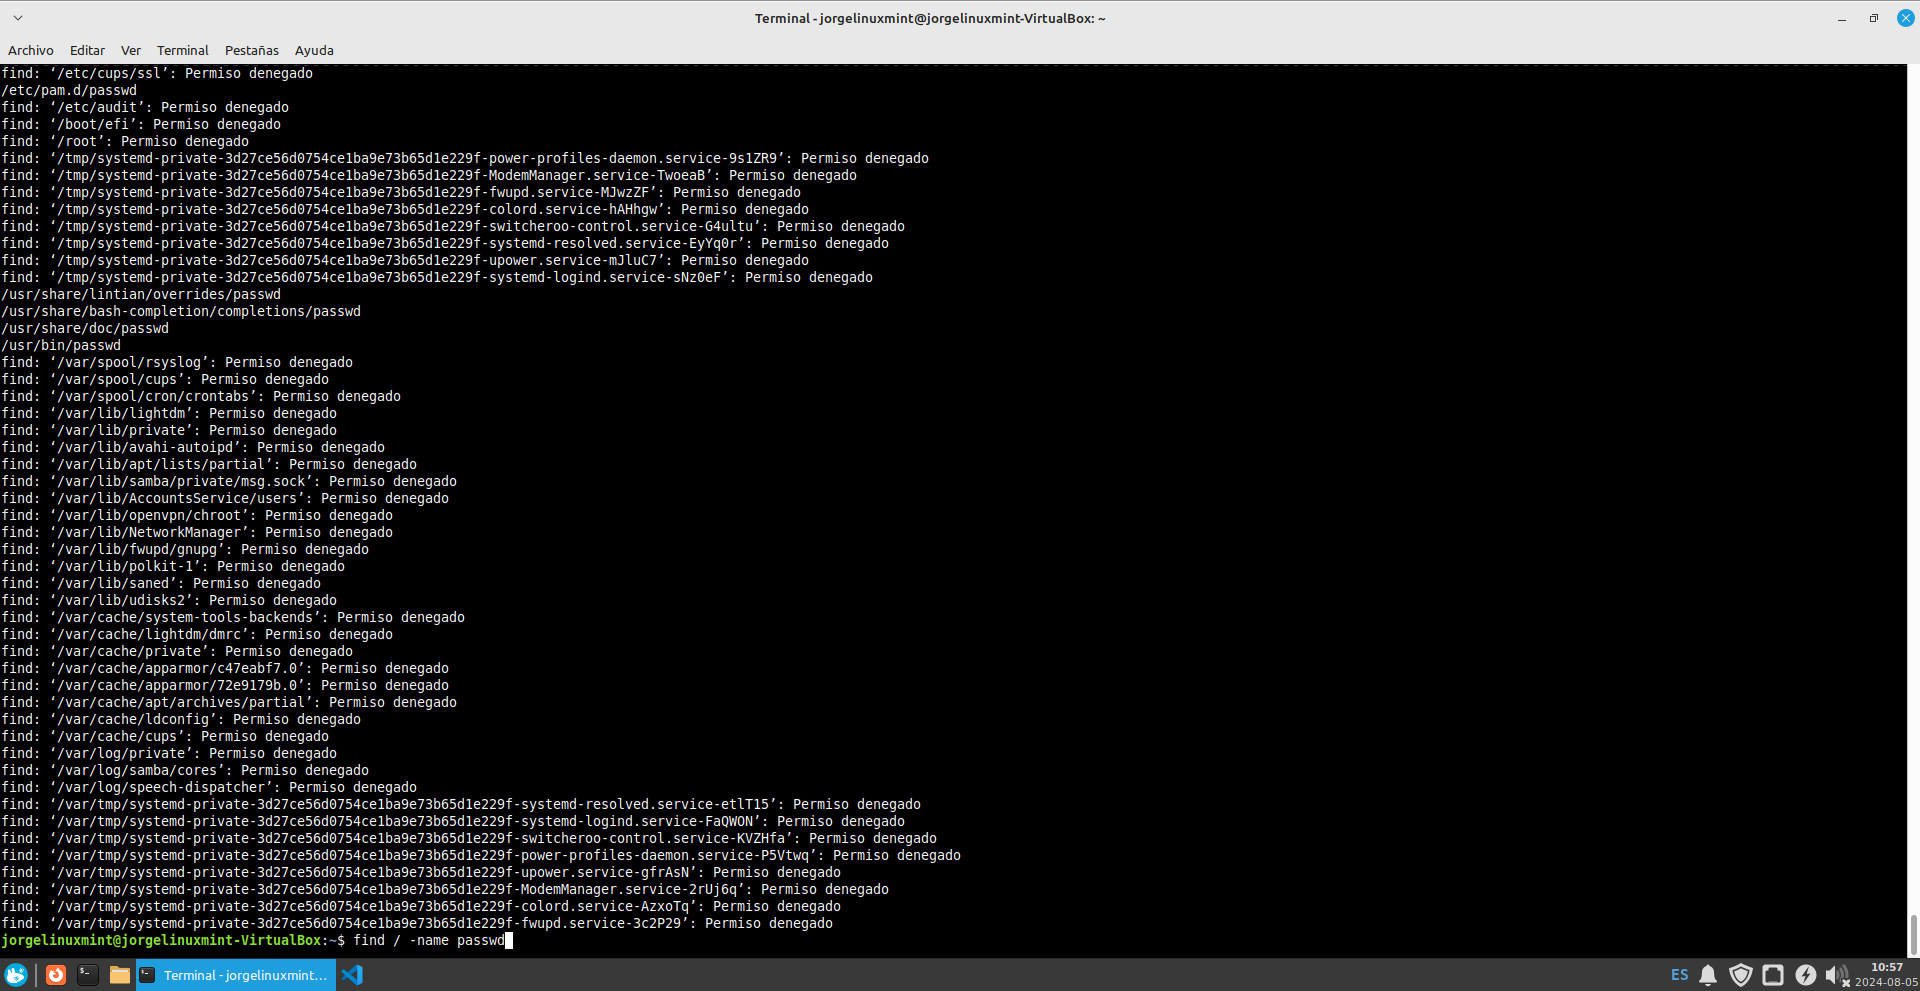 Terminal - jorgelinuxmint@jorgelinuxmint-VirtualBox: ~
Archivo Editar Ver Terminal Pestañas Ayuda
find: ‘/etc/cups/ssl’: Permiso denegado
/etc/pam.d/passwd
find: ‘/etc/audit’: Permiso denegado
find: ‘/boot/efi’: Permiso denegado
find: ‘/root’: Permiso denegado
find: ‘/tmp/systemd-private-3d27ce56d0754ce1ba9e73b65d1e229f-power-profiles-daemon.service-9s1ZR9’: Permiso denegado
find: ‘/tmp/systemd-private-3d27ce56d0754ce1ba9e73b65d1e229f-ModemManager.service-TwoeaB’: Permiso denegado
find: ‘/tmp/systemd-private-3d27ce56d0754ce1ba9e73b65d1e229f-fwupd.service-MJwzZF’: Permiso denegado
find: ‘/tmp/systemd-private-3d27ce56d0754ce1ba9e73b65d1e229f-colord.service-hAHhgw’: Permiso denegado
find: ‘/tmp/systemd-private-3d27ce56d0754ce1ba9e73b65d1e229f-switcheroo-control.service-G4ultu’: Permiso denegado
find: ‘/tmp/systemd-private-3d27ce56d0754ce1ba9e73b65d1e229f-systemd-resolved.service-EyYq0r’: Permiso denegado
find: ‘/tmp/systemd-private-3d27ce56d0754ce1ba9e73b65d1e229f-upower.service-mJluC7’: Permiso denegado
find: ‘/tmp/systemd-private-3d27ce56d0754ce1ba9e73b65d1e229f-systemd-logind.service-sNz0eF’: Permiso denegado
/usr/share/lintian/overrides/passwd
/usr/share/bash-completion/completions/passwd
/usr/share/doc/passwd
/usr/bin/passwd
find: ‘/var/spool/rsyslog’: Permiso denegado
find: ‘/var/spool/cups’: Permiso denegado
find: ‘/var/spool/cron/crontabs’: Permiso denegado
find: ‘/var/lib/lightdm’: Permiso denegado
find: ‘/var/lib/private’: Permiso denegado
find: ‘/var/lib/avahi-autoipd’: Permiso denegado
find: ‘/var/lib/apt/lists/partial’: Permiso denegado
find: ‘/var/lib/samba/private/msg.sock’: Permiso denegado
find: ‘/var/lib/AccountsService/users’: Permiso denegado
find: ‘/var/lib/openvpn/chroot’: Permiso denegado
find: ‘/var/lib/NetworkManager’: Permiso denegado
find: ‘/var/lib/fwupd/gnupg’: Permiso denegado
find: ‘/var/lib/polkit-1’: Permiso denegado
find: ‘/var/lib/saned’: Permiso denegado
find: ‘/var/lib/udisks2’: Permiso denegado
find: ‘/var/cache/system-tools-backends’: Permiso denegado
find: ‘/var/cache/lightdm/dmrc’: Permiso denegado
find: ‘/var/cache/private’: Permiso denegado
find: ‘/var/cache/apparmor/c47eabf7.0’: Permiso denegado
find: ‘/var/cache/apparmor/72e9179b.0’: Permiso denegado
find: ‘/var/cache/apt/archives/partial’: Permiso denegado
find: ‘/var/cache/ldconfig’: Permiso denegado
find: ‘/var/cache/cups’: Permiso denegado
find: ‘/var/log/private’: Permiso denegado
find: ‘/var/log/samba/cores’: Permiso denegado
find: ‘/var/log/speech-dispatcher’: Permiso denegado
find: ‘/var/tmp/systemd-private-3d27ce56d0754ce1ba9e73b65d1e229f-systemd-resolved.service-etlT15’: Permiso denegado
find: ‘/var/tmp/systemd-private-3d27ce56d0754ce1ba9e73b65d1e229f-systemd-logind.service-FaQWON’: Permiso denegado
find: ‘/var/tmp/systemd-private-3d27ce56d0754ce1ba9e73b65d1e229f-switcheroo-control.service-KVZHfa’: Permiso denegado
find: ‘/var/tmp/systemd-private-3d27ce56d0754ce1ba9e73b65d1e229f-power-profiles-daemon.service-P5Vtwq’: Permiso denegado
find: ‘/var/tmp/systemd-private-3d27ce56d0754ce1ba9e73b65d1e229f-upower.service-gfrAsN’: Permiso denegado
find: ‘/var/tmp/systemd-private-3d27ce56d0754ce1ba9e73b65d1e229f-ModemManager.service-2rUj6q’: Permiso denegado
find: ‘/var/tmp/systemd-private-3d27ce56d0754ce1ba9e73b65d1e229f-colord.service-AzxoTq’: Permiso denegado
find: ‘/var/tmp/systemd-private-3d27ce56d0754ce1ba9e73b65d1e229f-fwupd.service-3c2P29’: Permiso denegado
jorgelinuxmint@jorgelinuxmint-VirtualBox:~$ find / -name passwd
Terminal - jorgelinuxmint...
ES
10:57
2024-08-05